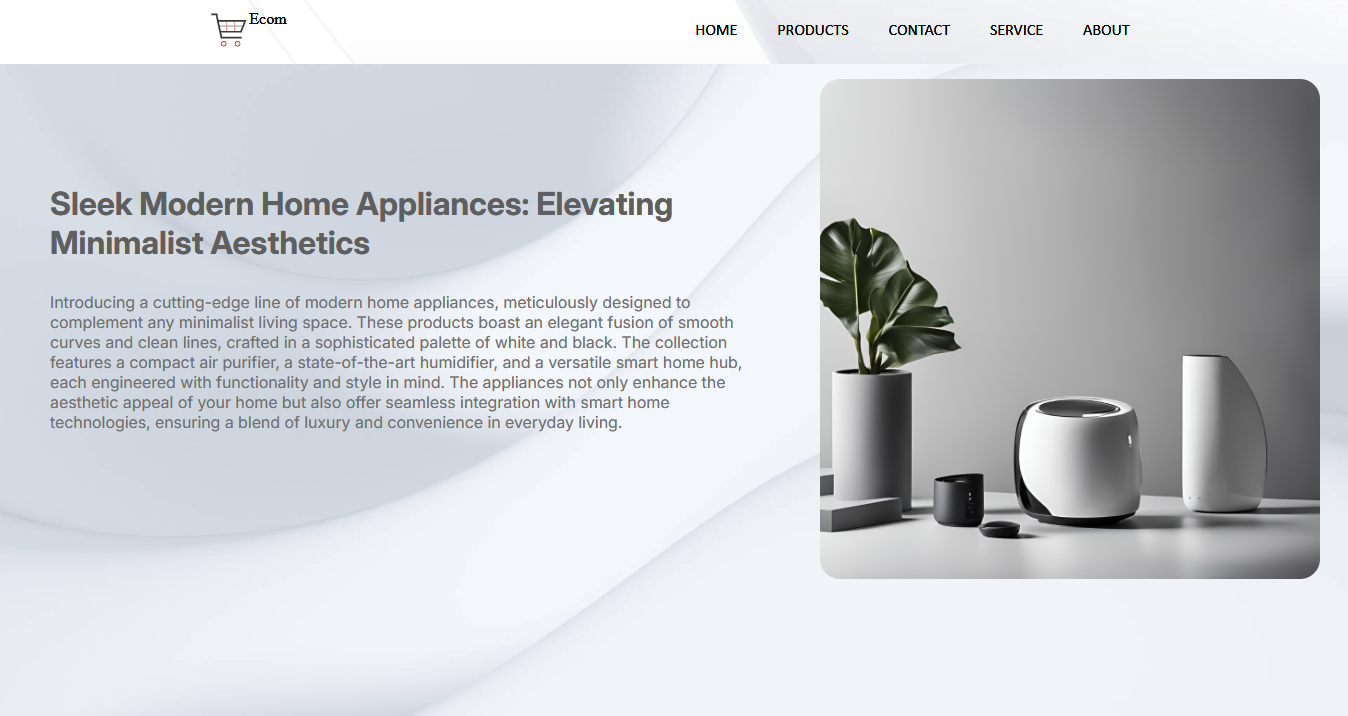 Ecom
HOME PRODUCTS CONTACT SERVICE ABOUT
Sleek Modern Home Appliances: Elevating
Minimalist Aesthetics
Introducing a cutting-edge line of modern home appliances, meticulously designed to
complement any minimalist living space. These products boast an elegant fusion of smooth
curves and clean lines, crafted in a sophisticated palette of white and black. The collection
features a compact air purifier, a state-of-the-art humidifier, and a versatile smart home hub,
each engineered with functionality and style in mind. The appliances not only enhance the
aesthetic appeal of your home but also offer seamless integration with smart home
technologies, ensuring a blend of luxury and convenience in everyday living.